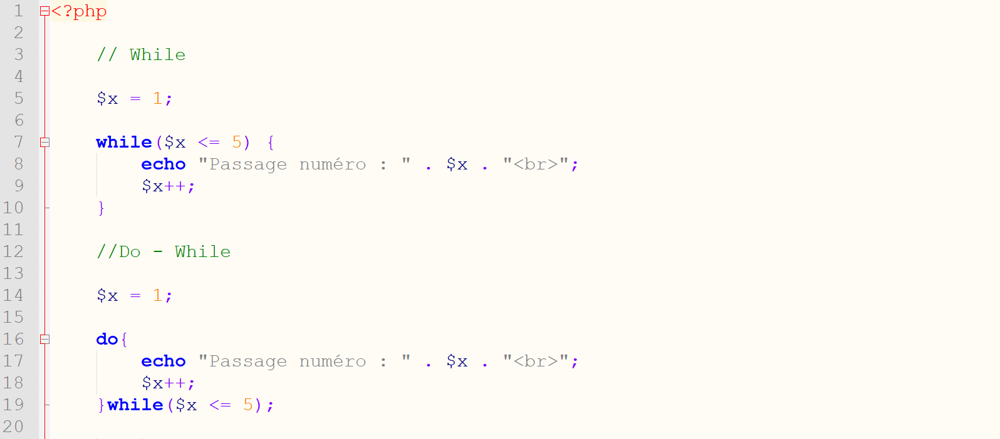 1 <?php
2
3 // While
4
5 $x = 1;
6
7 while($x <= 5) {
8 echo "Passage numéro : " . $x . "<br>";
9 $x++;
10 }
11
12 //Do - While
13
14 $x = 1;
15
16 do{
17 echo "Passage numéro : " . $x . "<br>";
18 $x++;
19 }while($x <= 5);
20